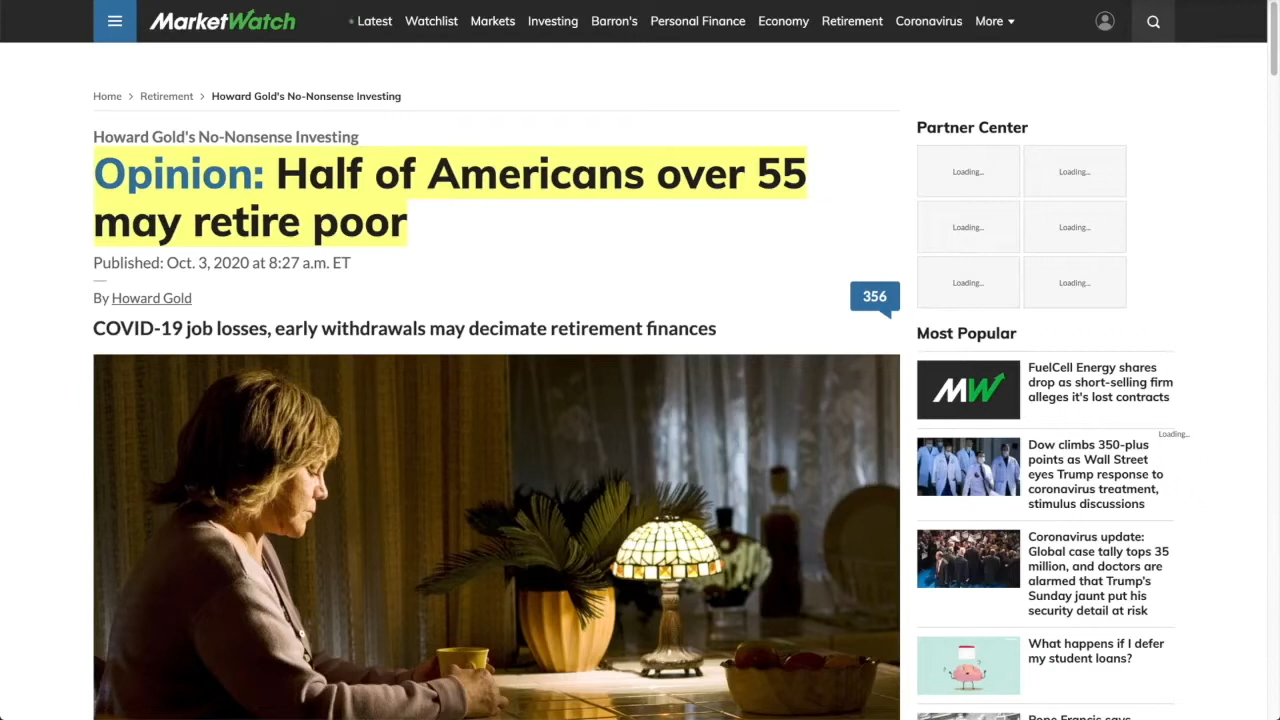 MarketWatch
Latest Watchlist Markets Investing Barron's Personal Finance Economy Retirement Coronavirus More
Home > Retirement > Howard Gold's No-Nonsense Investing
Howard Gold's No-Nonsense Investing
Opinion: Half of Americans over 55
may retire poor
Published: Oct. 3, 2020 at 8:27 a.m. ET
By Howard Gold
356
COVID-19 job losses, early withdrawals may decimate retirement finances
Partner Center
Loading... Loading...
Loading... Loading...
Loading... Loading...
Most Popular
MW
FuelCell Energy shares
drop as short-selling firm
alleges it's lost contracts
Loading...
Dow climbs 350-plus
points as Wall Street
eyes Trump response to
coronavirus treatment,
stimulus discussions
Coronavirus update:
Global case tally tops 35
million, and doctors are
alarmed that Trump's
Sunday jaunt put his
security detail at risk
What happens if I defer
my student loans?
Pope Francis says